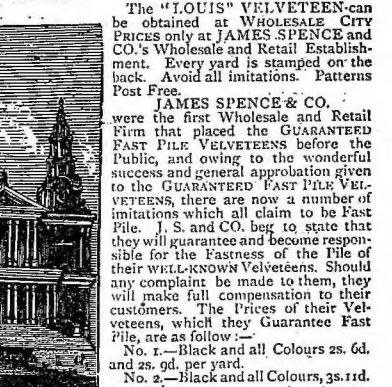 The "LOUIS" VELVETEEN can
be obtained at WHOLESALE CITY
PRICES only at JAMES SPENCE and
CO.'s Wholesale and Retail Establish-
ment. Every yard is stamped on the
back. Avoid all imitations. Patterns
Post Free.
JAMES SPENCE & CO.
were the first Wholesale and Retail
Firm that placed the GUARANTEED
FAST PILE VELVETEENS before the
Public, and owing to the wonderful
success and general approbation given
to the GUARANTEED FAST PILE VEL-
VETEENS, there are now a number of
imitations which all claim to be Fast
Pile. J. S. and CO. beg to state that
they will guarantee and become respon-
sible for the Fastness of the Pile of
their WELL-KNOWN Velveteens. Should
any complaint be made to them, they
will make full compensation to their
customers. The Prices of their Vel-
veteens, which they Guarantee Fast
Pile, are as follow :—
No. 1.—Black and all Colours 2s. 6d.
and 2s. 9d. per yard.
No. 2.—Black and all Colours, 3s. 11d.